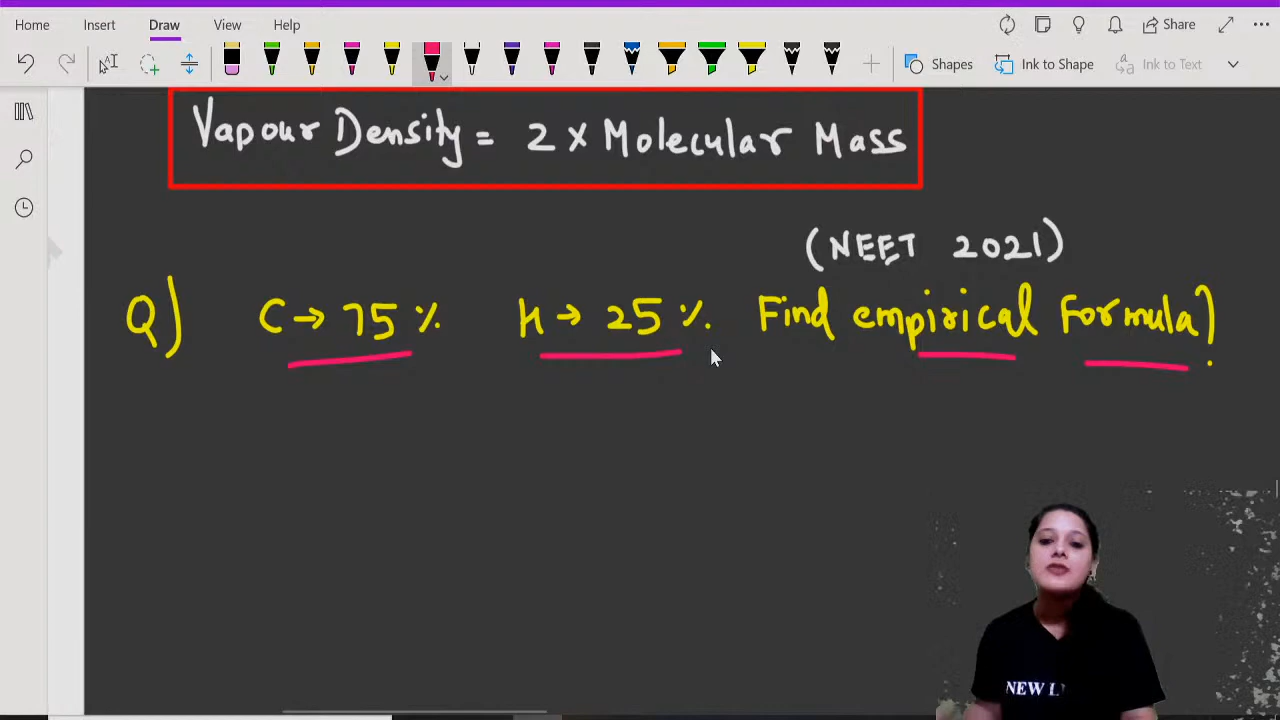 Home Insert Draw View Help Share
Shapes Ink to Shape Ink to Text
Vapour Density = 2 x Molecular Mass
(NEET 2021)
Q) C → 75 % H → 25 %. Find empirical Formula?
NEW L